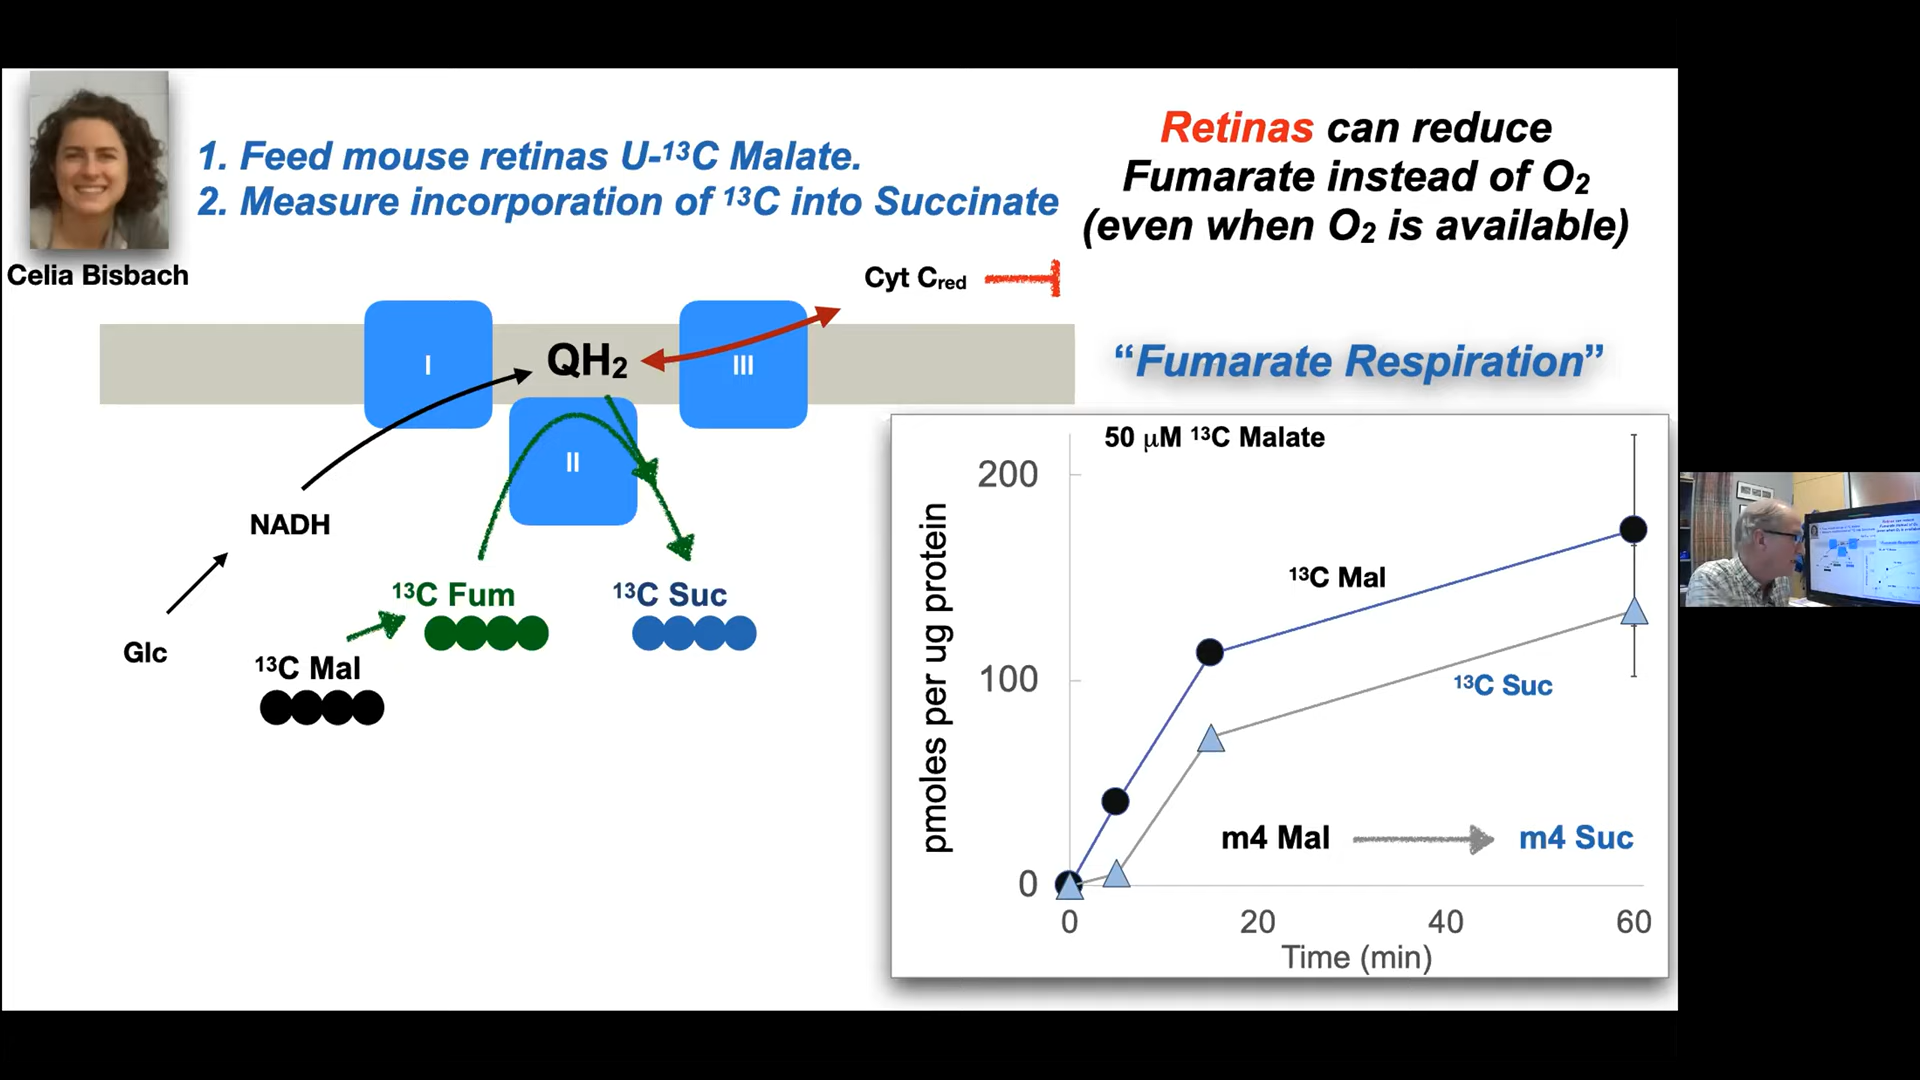 1. Feed mouse retinas U-¹³C Malate.
2. Measure incorporation of ¹³C into Succinate
Celia Bisbach
Retinas can reduce
Fumarate instead of O₂
(even when O₂ is available)
Cyt Cred
I
QH₂
III
II
NADH
Glc
¹³C Fum
¹³C Suc
¹³C Mal
“Fumarate Respiration”
50 μM ¹³C Malate
pmoles per ug protein
200
100
0
¹³C Mal
¹³C Suc
m4 Mal
m4 Suc
0 20 40 60
Time (min)